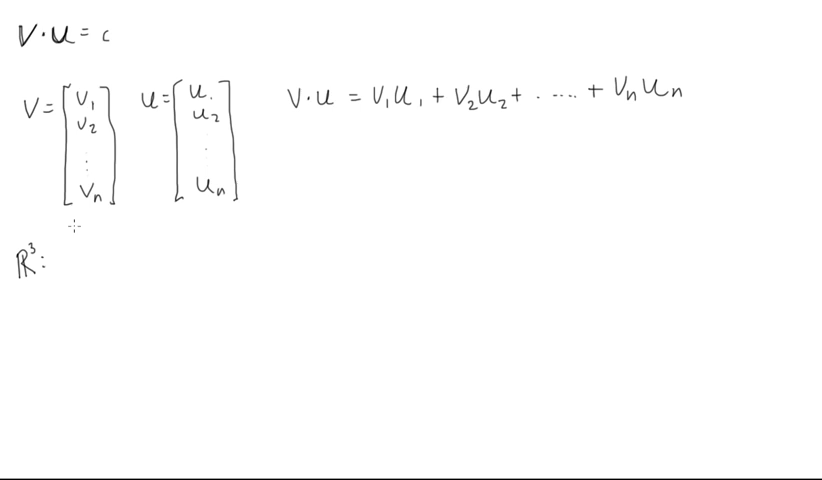 V·u = c
V = [V₁ V₂ ⋮ Vₙ] u = [u₁ u₂ ⋮ uₙ] V·u = V₁u₁ + V₂u₂ + · ···· + Vₙuₙ
ℝ³: